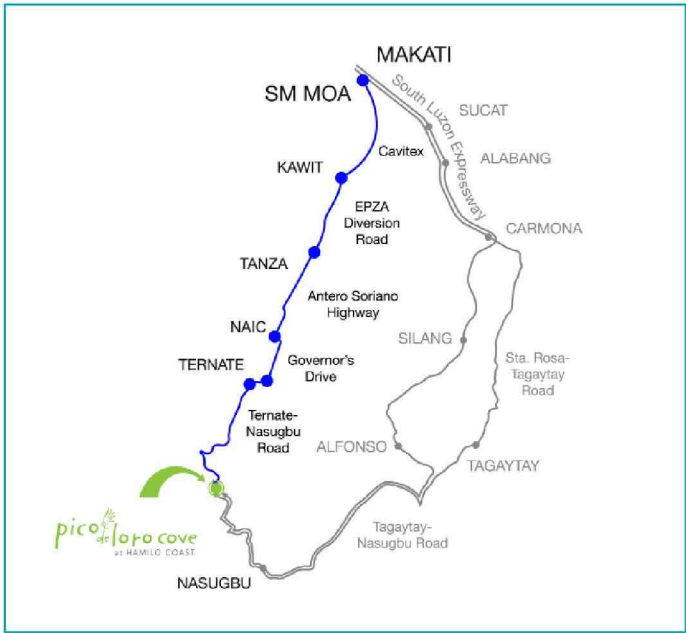 MAKATI
SM MOA
South Luzon Expressway
SUCAT
Cavitex
ALABANG
KAWIT
EPZA
Diversion
Road
CARMONA
TANZA
Antero Soriano
Highway
NAIC
SILANG
TERNATE
Governor's
Drive
Sta. Rosa-
Tagaytay
Road
Ternate-
Nasugbu
Road
ALFONSO
TAGAYTAY
pico de loro cove
at HAMILO COAST
Tagaytay-
Nasugbu Road
NASUGBU